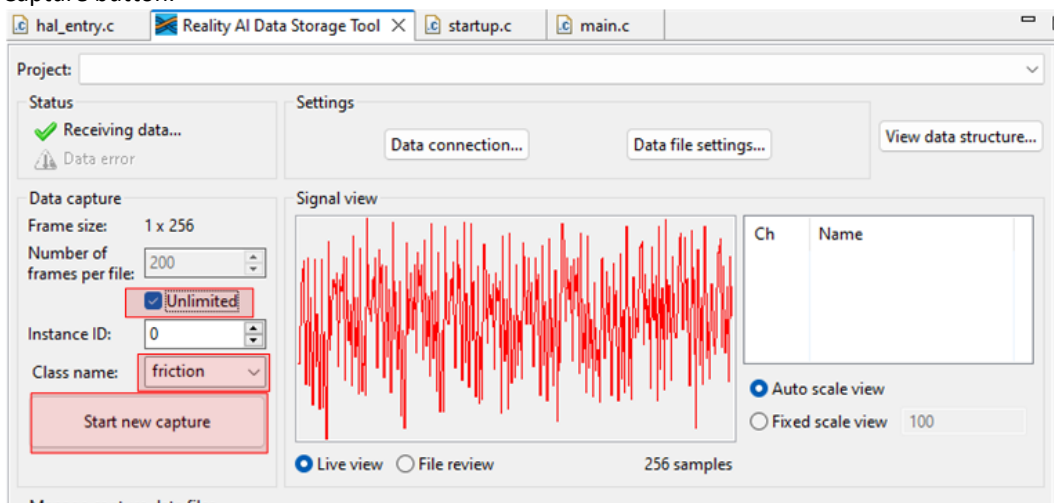 hal_entry.c
Reality AI Data Storage Tool
startup.c
main.c
Project:
Status
Receiving data...
Data error
Settings
Data connection...
Data file settings...
View data structure...
Data capture
Frame size: 1 x 256
Number of
frames per file: 200
Unlimited
Instance ID: 0
Class name: friction
Start new capture
Signal view
Ch Name
Auto scale view
Fixed scale view 100
Live view File review 256 samples